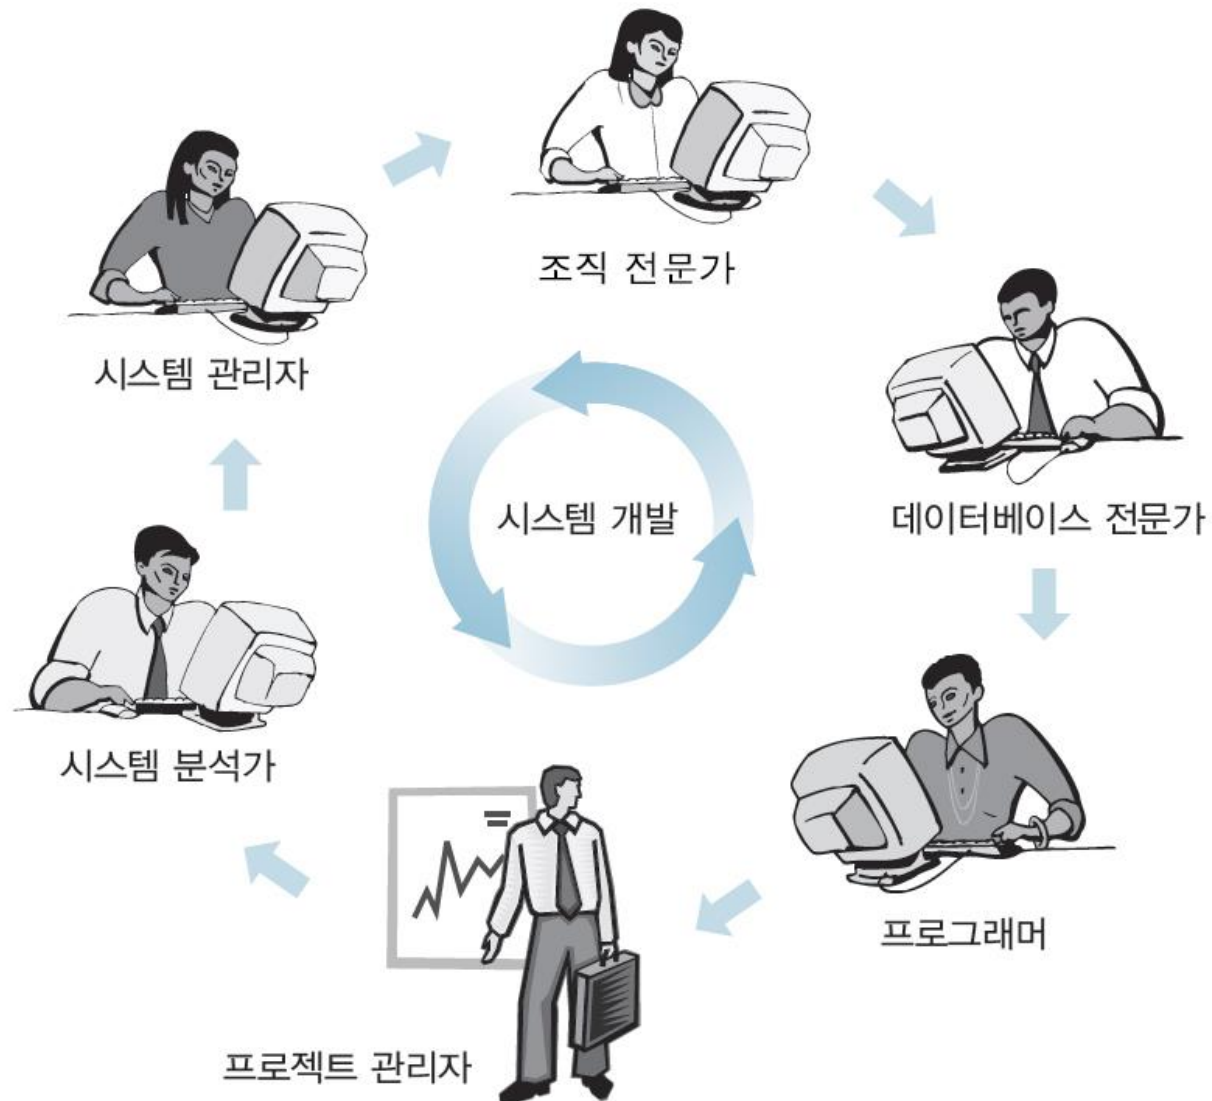 조직 전문가
시스템 관리자
시스템 개발
데이터베이스 전문가
시스템 분석가
프로그래머
프로젝트 관리자